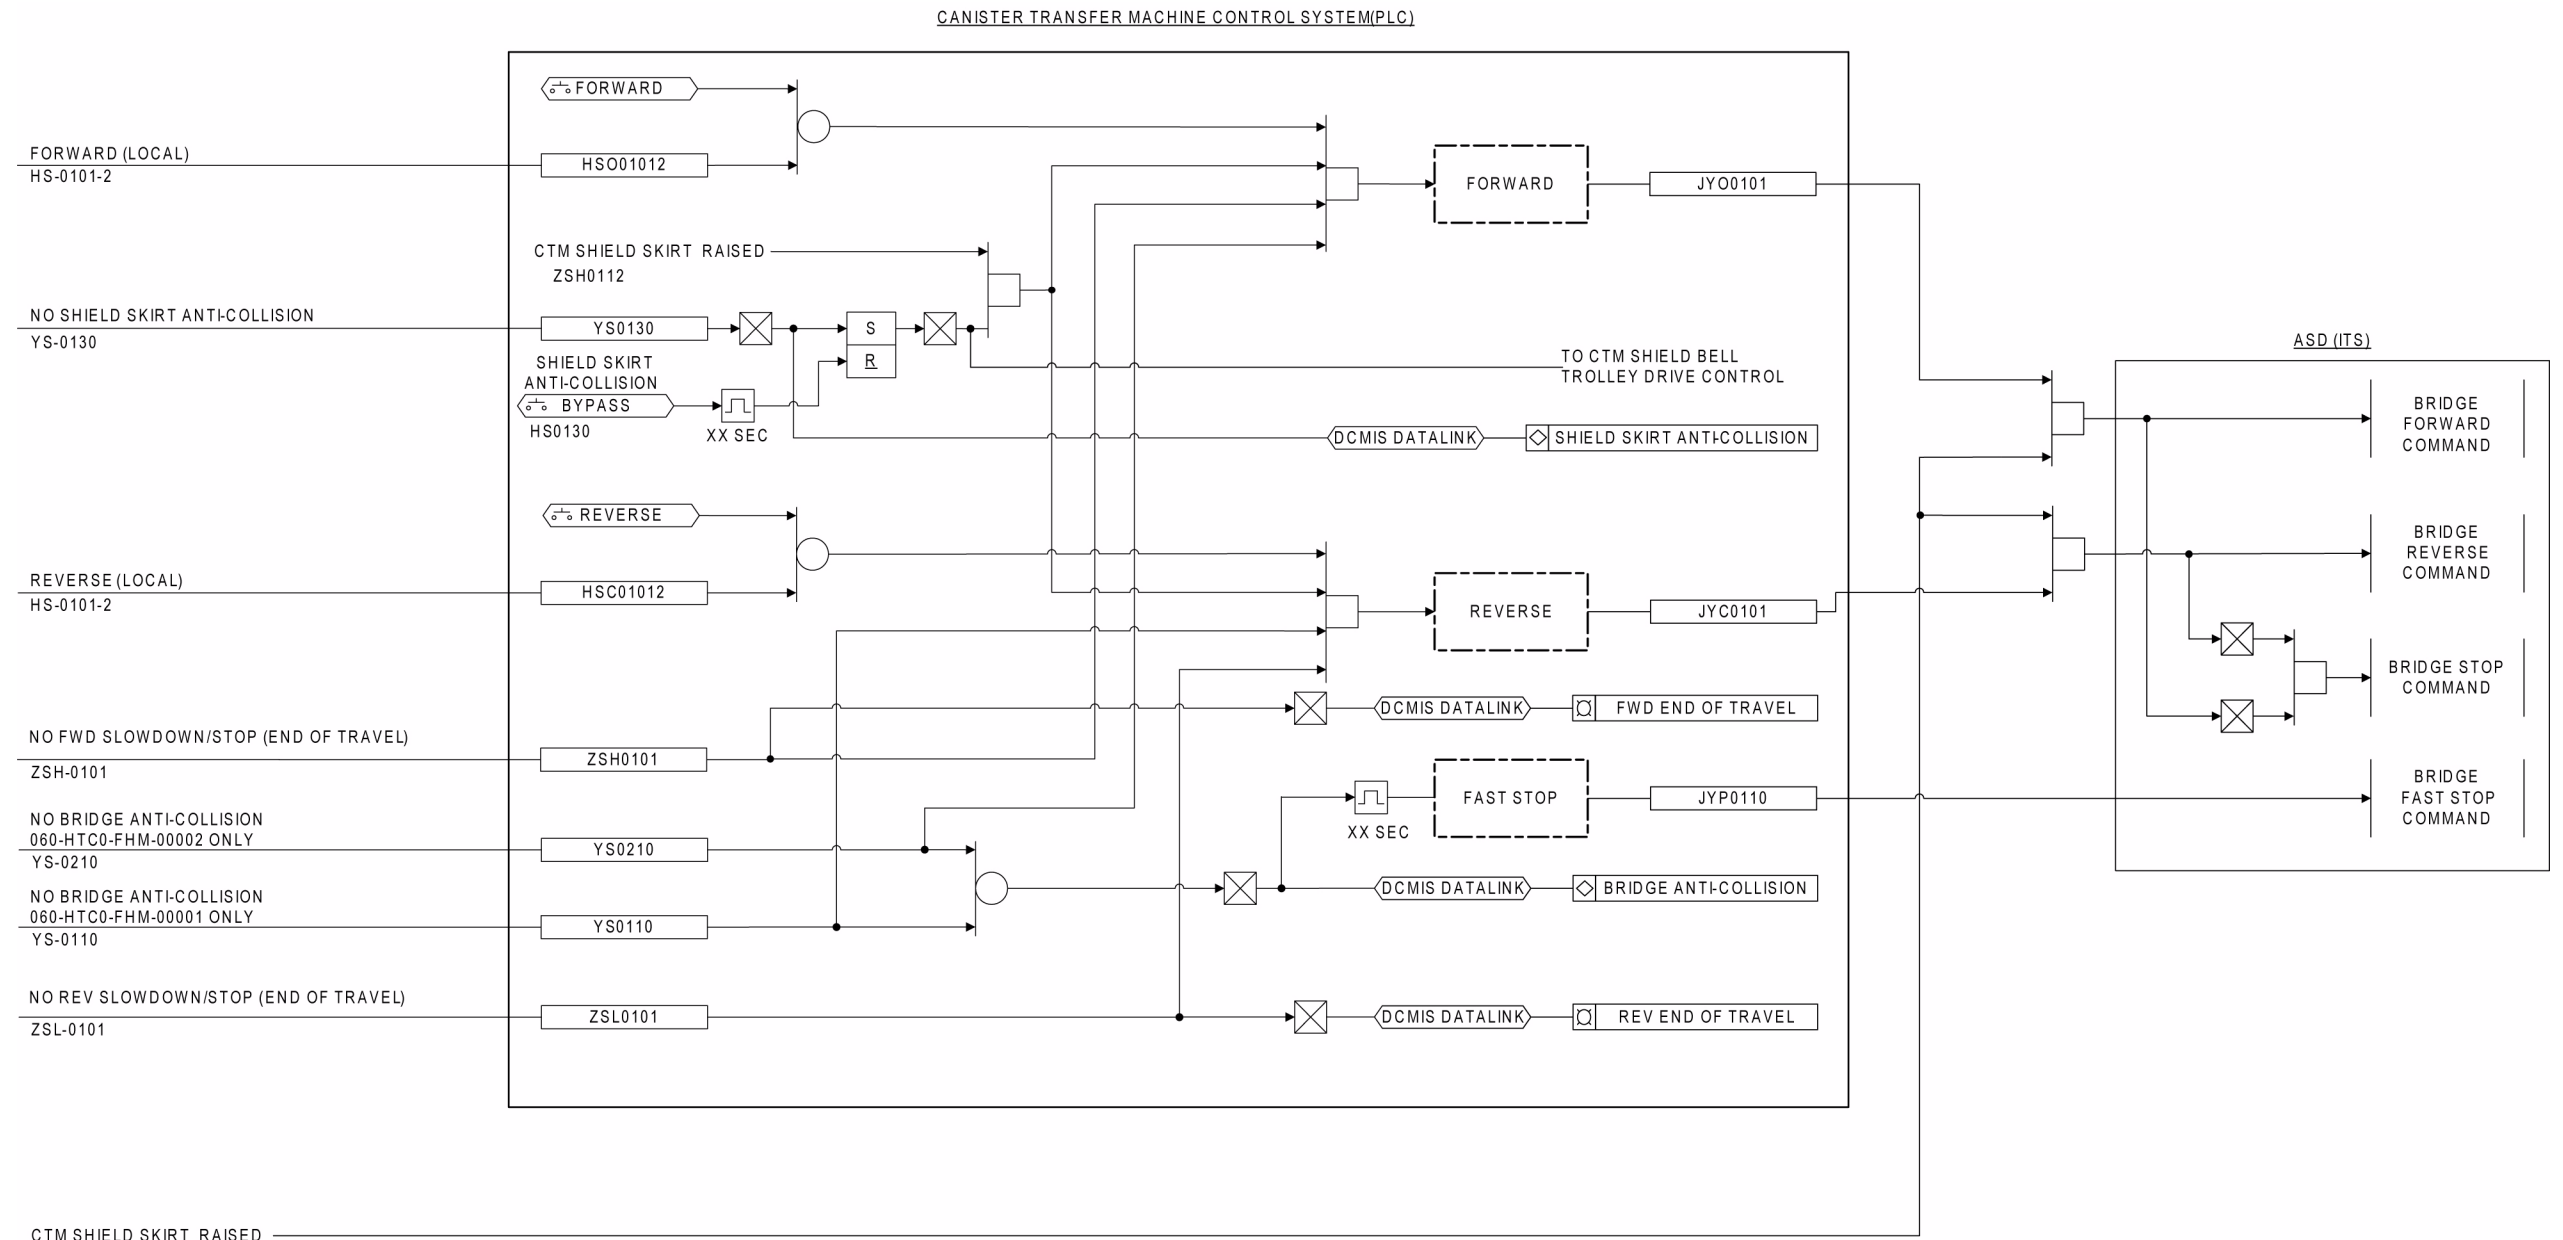 CANISTER TRANSFER MACHINE CONTROL SYSTEM(PLC)
FORWARD
FORWARD (LOCAL)
HS-0101-2
HSO01012
FORWARD
JYO0101
CTM SHIELD SKIRT RAISED
ZSH0112
NO SHIELD SKIRT ANTI-COLLISION
YS-0130
YS0130
S
R
SHIELD SKIRT
ANTI-COLLISION
BYPASS
HS0130
XX SEC
TO CTM SHIELD BELL
TROLLEY DRIVE CONTROL
DCMIS DATALINK
SHIELD SKIRT ANTI-COLLISION
REVERSE
REVERSE (LOCAL)
HS-0101-2
HSC01012
REVERSE
JYC0101
DCMIS DATALINK
FWD END OF TRAVEL
NO FWD SLOWDOWN/STOP (END OF TRAVEL)
ZSH-0101
ZSH0101
XX SEC
FAST STOP
JYP0110
NO BRIDGE ANTI-COLLISION
060-HTC0-FHM-00002 ONLY
YS-0210
YS0210
NO BRIDGE ANTI-COLLISION
060-HTC0-FHM-00001 ONLY
YS-0110
YS0110
DCMIS DATALINK
BRIDGE ANTI-COLLISION
NO REV SLOWDOWN/STOP (END OF TRAVEL)
ZSL-0101
ZSL0101
DCMIS DATALINK
REV END OF TRAVEL
ASD (ITS)
BRIDGE
FORWARD
COMMAND
BRIDGE
REVERSE
COMMAND
BRIDGE STOP
COMMAND
BRIDGE
FAST STOP
COMMAND
CTM SHIELD SKIRT RAISED